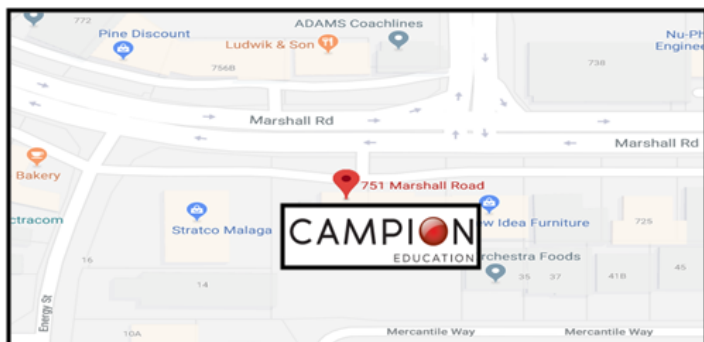 772
ADAMS Coachlines
Pine Discount
Ludwik & Son
Nu-Ph
Enginee
756B
738
Marshall Rd
Marshall Rd
Bakery
751 Marshall Road
ctracom
Stratco Malaga
CAMPION
EDUCATION
ew Idea Furniture
725
rchestra Foods
16
14
35
37
41B
45
Energy St
10A
Mercantile Way
Mercantile Way